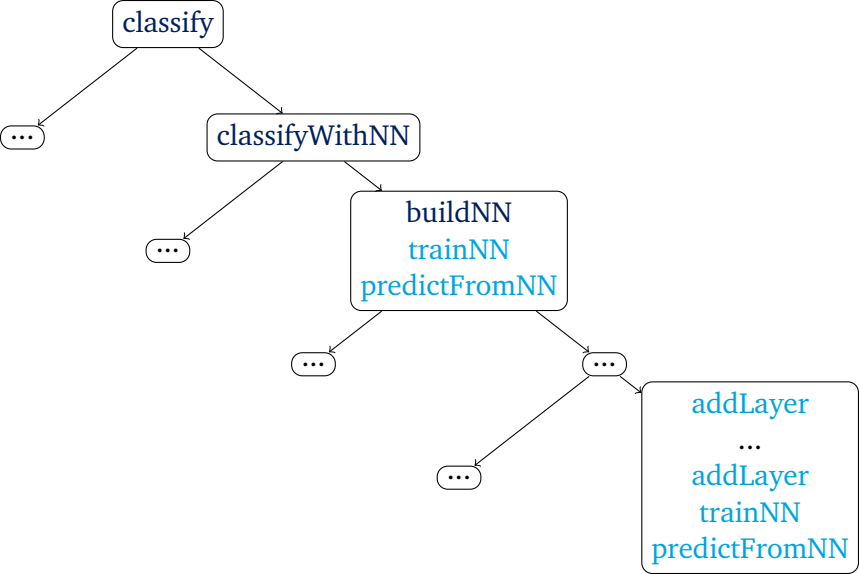 classify
...
classifyWithNN
...
buildNN
trainNN
predictFromNN
...
...
...
addLayer
...
addLayer
trainNN
predictFromNN